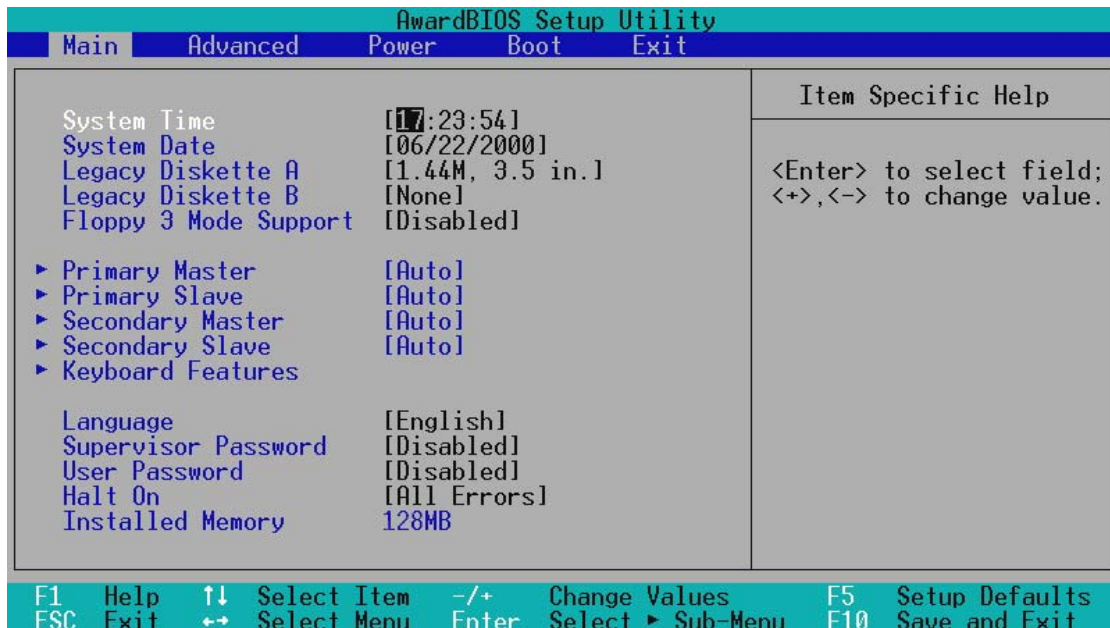 AwardBIOS Setup Utility
Main Advanced Power Boot Exit
Item Specific Help
System Time [17:23:54]
System Date [06/22/2000]
Legacy Diskette A [1.44M, 3.5 in.]
Legacy Diskette B [None]
Floppy 3 Mode Support [Disabled]
<Enter> to select field;
<+>,<-> to change value.
▶ Primary Master [Auto]
▶ Primary Slave [Auto]
▶ Secondary Master [Auto]
▶ Secondary Slave [Auto]
▶ Keyboard Features
Language [English]
Supervisor Password [Disabled]
User Password [Disabled]
Halt On [All Errors]
Installed Memory 128MB
F1 Help ↑↓ Select Item -/+ Change Values F5 Setup Defaults
ESC Exit ←→ Select Menu Enter Select ▶ Sub-Menu F10 Save and Exit